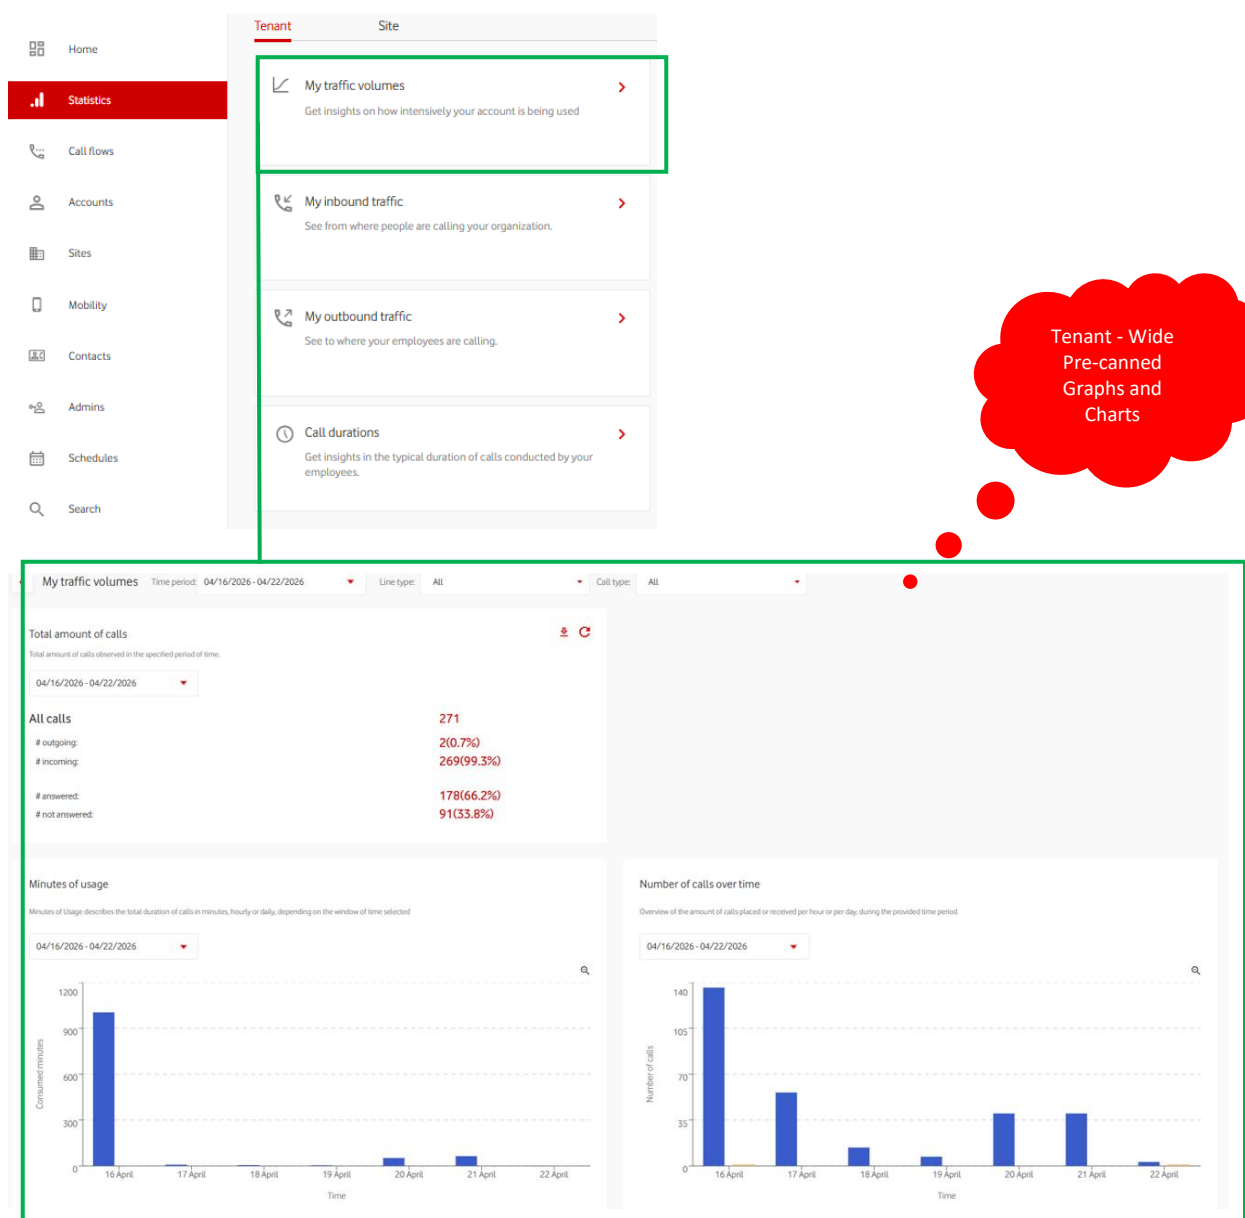 Tenant
Site
Home
Statistics
Call flows
Accounts
Sites
Mobility
Contacts
Admins
Schedules
Search
My traffic volumes
Get insights on how intensively your account is being used
My inbound traffic
See from where people are calling your organization.
My outbound traffic
See to where your employees are calling.
Call durations
Get insights in the typical duration of calls conducted by your
employees.
Tenant - Wide
Pre-canned
Graphs and
Charts
My traffic volumes Time period: 04/16/2026 - 04/22/2026 Line type: All Call type: All
Total amount of calls
Total amount of calls observed in the specified period of time.
04/16/2026 - 04/22/2026
All calls 271
# outgoing: 2(0.7%)
# incoming: 269(99.3%)
# answered: 178(66.2%)
# not answered: 91(33.8%)
Minutes of usage
Minutes of Usage describes the total duration of calls in minutes, hourly or daily, depending on the window of time selected
04/16/2026 - 04/22/2026
1200
900
600
300
0
Consumed minutes
16 April 17 April 18 April 19 April 20 April 21 April 22 April
Time
Number of calls over time
Overview of the amount of calls placed or received per hour or per day, during the provided time period
04/16/2026 - 04/22/2026
140
105
70
35
0
Number of calls
16 April 17 April 18 April 19 April 20 April 21 April 22 April
Time